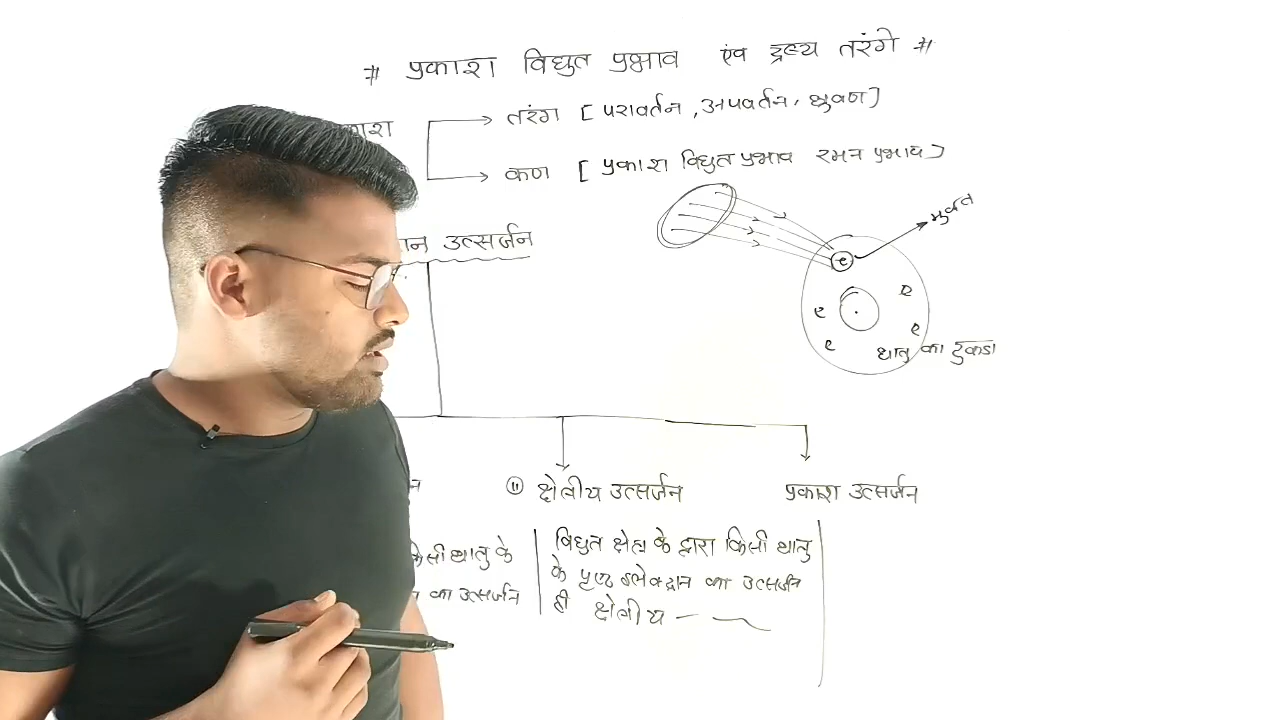 # प्रकाश विद्युत प्रभाव एंव द्रव्य तरंगे #
तरंग [ परावर्तन , अपवर्तन , ध्रुवण ]
कण [ प्रकाश विद्युत प्रभाव रमन प्रभाव ]
मुक्त
उत्सर्जन
-e
e
e
e
e
धातु का टुकडा
(ii) क्षेत्रीय उत्सर्जन
प्रकाश उत्सर्जन
विद्युत क्षेत्र के द्वारा किसी धातु
किसी धातु के
के पृष्ठ इलेक्ट्रान का उत्सर्जन
का उत्सर्जन
ही क्षेत्रीय —